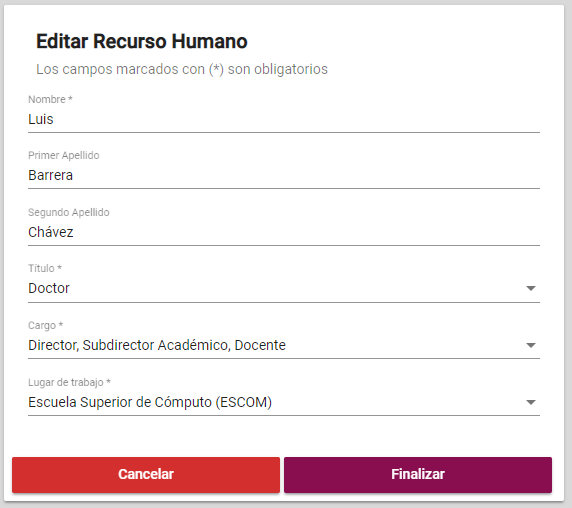 Editar Recurso Humano
Los campos marcados con (*) son obligatorios
Nombre *
Luis
Primer Apellido
Barrera
Segundo Apellido
Chávez
Título *
Doctor
Cargo *
Director, Subdirector Académico, Docente
Lugar de trabajo *
Escuela Superior de Cómputo (ESCOM)
Cancelar
Finalizar